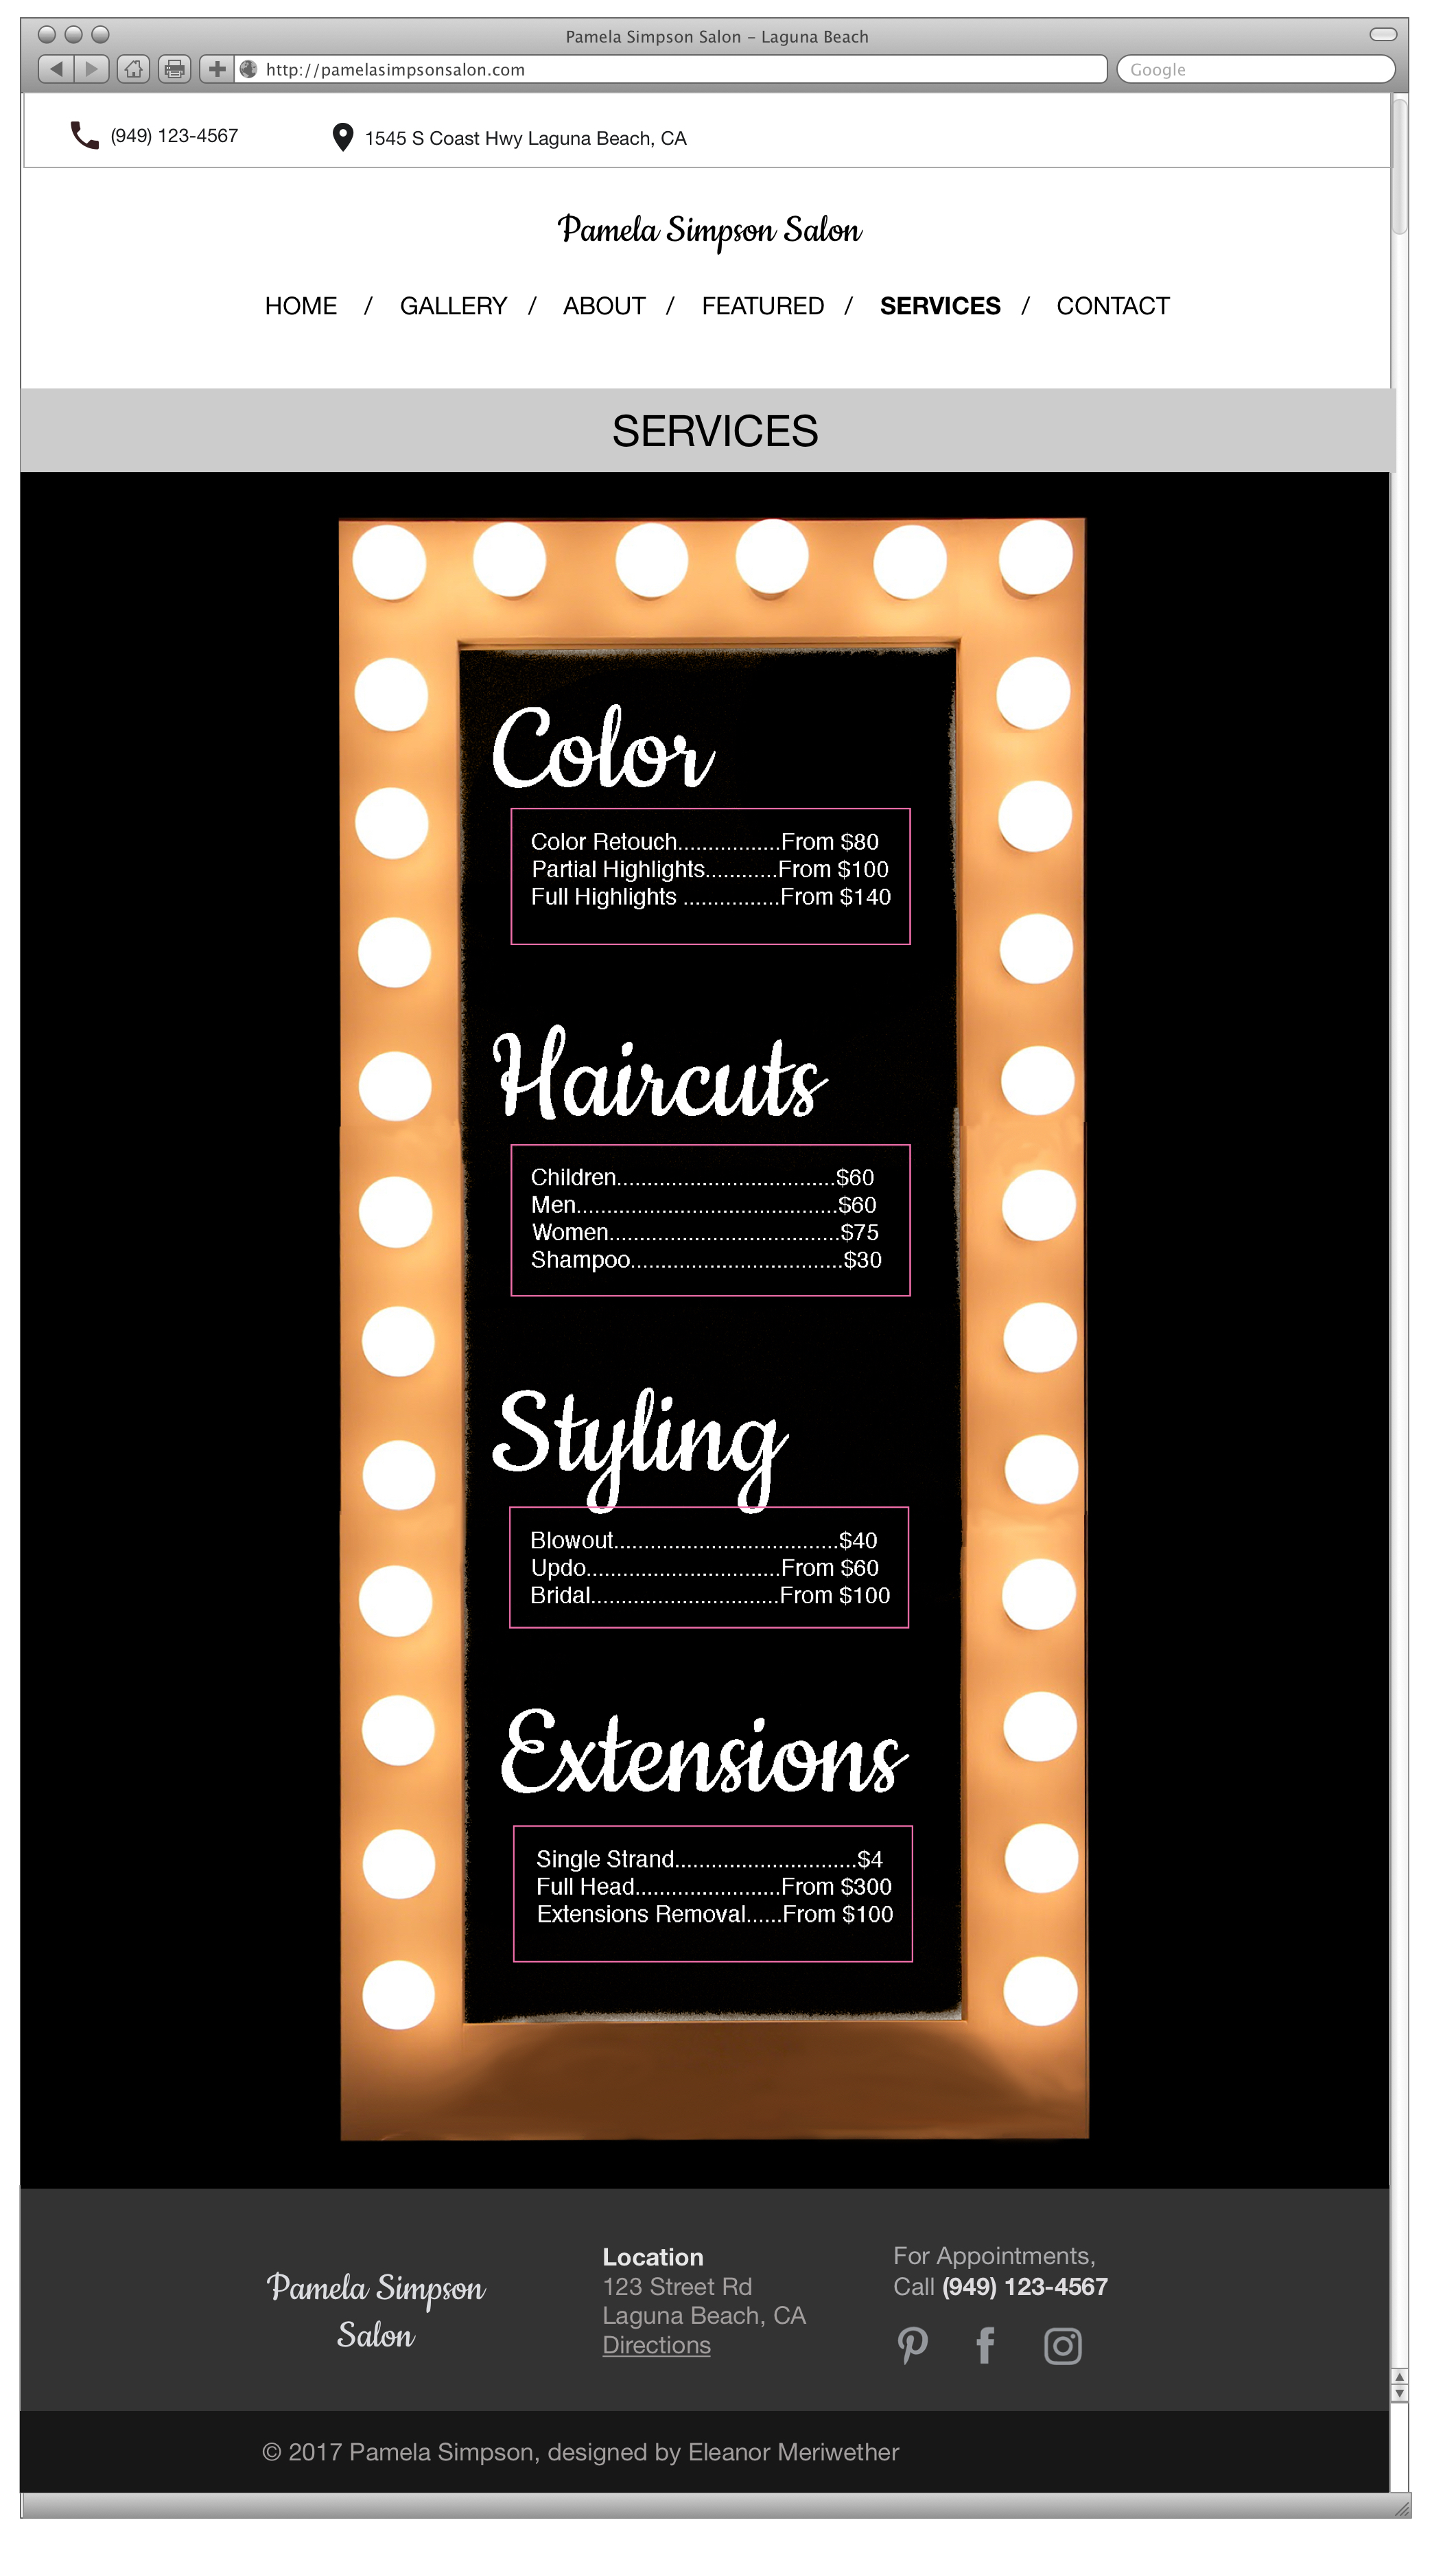 Pamela Simpson Salon – Laguna Beach
http://pamelasimpsonsalon.com
Google
(949) 123-4567
1545 S Coast Hwy Laguna Beach, CA
Pamela Simpson Salon
HOME / GALLERY / ABOUT / FEATURED / SERVICES / CONTACT
SERVICES
Color
Color Retouch.................From $80
Partial Highlights............From $100
Full Highlights ................From $140
Haircuts
Children....................................$60
Men...........................................$60
Women......................................$75
Shampoo...................................$30
Styling
Blowout.....................................$40
Updo................................From $60
Bridal...............................From $100
Extensions
Single Strand..............................$4
Full Head........................From $300
Extensions Removal......From $100
Pamela Simpson
Salon
Location
123 Street Rd
Laguna Beach, CA
Directions
For Appointments,
Call (949) 123-4567
© 2017 Pamela Simpson, designed by Eleanor Meriwether